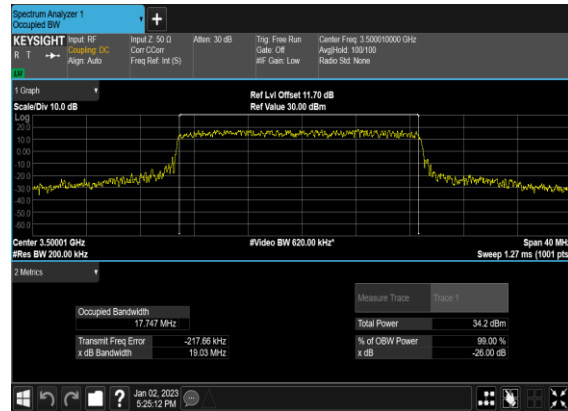 Spectrum Analyzer 1
Occupied BW
+
KEYSIGHT Input: RF Input Z: 50 Ω Atten: 30 dB Trig: Free Run Center Freq: 3.500010000 GHz
R T Coupling: DC Corr CCorr Gate: Off Avg|Hold: 100/100
Align: Auto Freq Ref: Int (S) #IF Gain: Low Radio Std: None
LXI
1 Graph
Ref Lvl Offset 11.70 dB
Scale/Div 10.0 dB Ref Value 30.00 dBm
Log
20.0
10.0
0.00
-10.0
-20.0
-30.0
-40.0
-50.0
-60.0
Center 3.50001 GHz #Video BW 620.00 kHz* Span 40 MHz
#Res BW 200.00 kHz Sweep 1.27 ms (1001 pts
2 Metrics
Measure Trace Trace 1
Occupied Bandwidth
17.747 MHz Total Power 34.2 dBm
Transmit Freq Error -217.66 kHz % of OBW Power 99.00 %
x dB Bandwidth 19.03 MHz x dB -26.00 dB
? Jan 02, 2023
5:25:12 PM